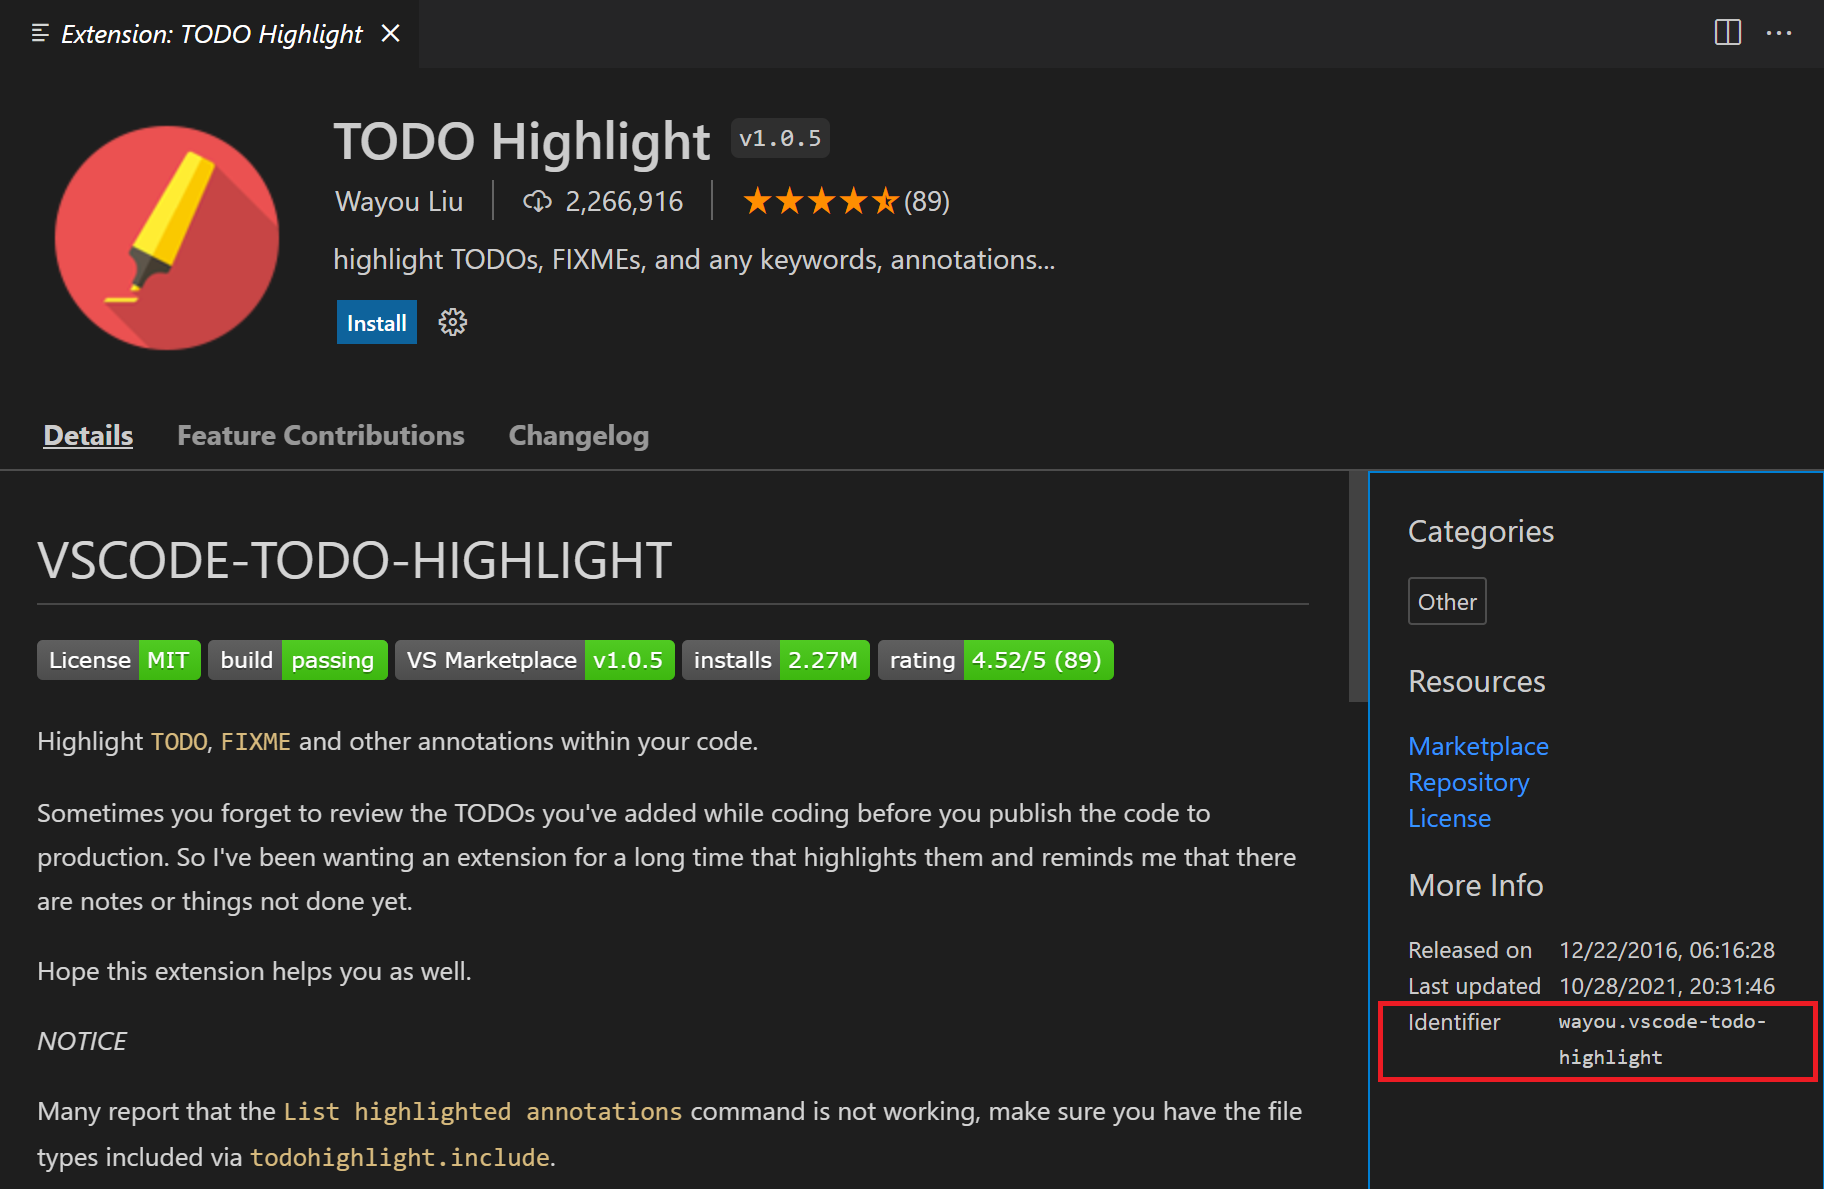 Extension: TODO Highlight
TODO Highlight v1.0.5
Wayou Liu 2,266,916 (89)
highlight TODOs, FIXMEs, and any keywords, annotations...
Install
Details Feature Contributions Changelog
VSCODE-TODO-HIGHLIGHT
License MIT build passing VS Marketplace v1.0.5 installs 2.27M rating 4.52/5 (89)
Highlight TODO, FIXME and other annotations within your code.
Sometimes you forget to review the TODOs you've added while coding before you publish the code to
production. So I've been wanting an extension for a long time that highlights them and reminds me that there
are notes or things not done yet.
Hope this extension helps you as well.
NOTICE
Many report that the List highlighted annotations command is not working, make sure you have the file
types included via todohighlight.include.
Categories
Other
Resources
Marketplace
Repository
License
More Info
Released on 12/22/2016, 06:16:28
Last updated 10/28/2021, 20:31:46
Identifier wayou.vscode-todo-
highlight